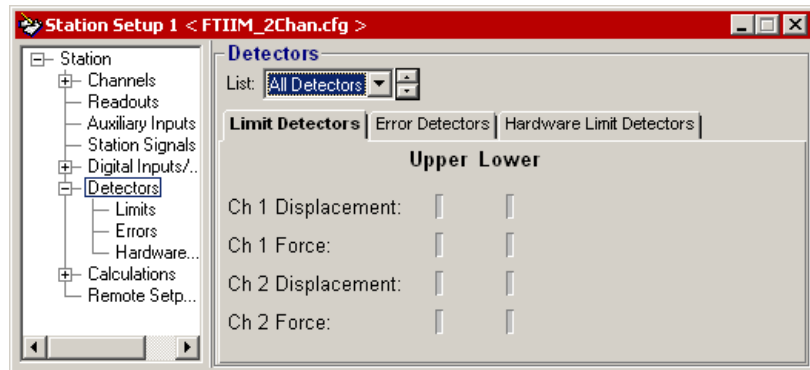 Station Setup 1 < FTIIM_2Chan.cfg >
Station
Channels
Readouts
Auxiliary Inputs
Station Signals
Digital Inputs/..
Detectors
Limits
Errors
Hardware...
Calculations
Remote Setp...
Detectors
List: All Detectors
Limit Detectors Error Detectors Hardware Limit Detectors
Upper Lower
Ch 1 Displacement:
Ch 1 Force:
Ch 2 Displacement:
Ch 2 Force: